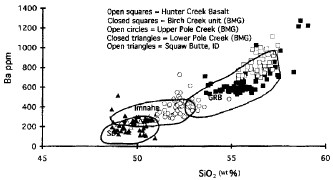 Open squares = Hunter Creek Basalt
Closed squares = Birch Creek unit (BMG)
Open circles = Upper Pole Creek (BMG)
Closed triangles = Lower Pole Creek (BMG)
Open triangles = Squaw Butte, ID
1400
1200
1000
800
600
400
200
0
Ba ppm
Imnaha
GRB
45
50
55
60
SiO2 (wt%)